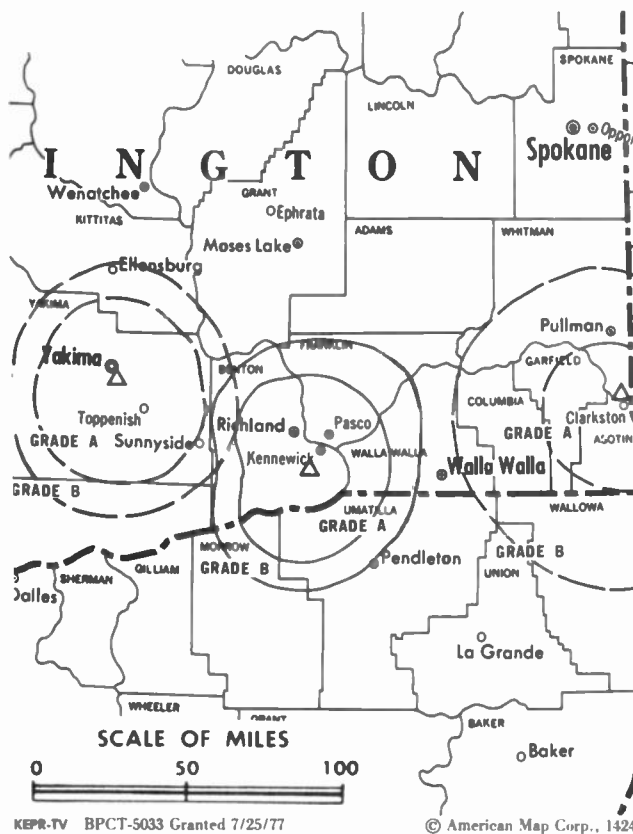 DOUGLAS
SPOKANE
LINCOLN
Spokane
I N G T O N
Wenatchee
GRANT
Ephrata
KITTITAS
Moses Lake
ADAMS
WHITMAN
Ellensburg
YAKIMA
Pullman
FRANKLIN
Yakima
BENTON
GARFIELD
COLUMBIA
Toppenish
Richland
Pasco
Clarkston
GRADE A
Sunnyside
GRADE A
ASOTIN
Kennewick
WALLA WALLA
Walla Walla
GRADE B
UMATILLA
WALLOWA
GRADE A
MORROW
GRADE B
Pendleton
GRADE B
GILLIAM
SHERMAN
UNION
Dalles
La Grande
WHEELER
GRANT
BAKER
SCALE OF MILES
Baker
0 50 100
KEPR-TV BPCT-5033 Granted 7/25/77
© American Map Corp., 1424